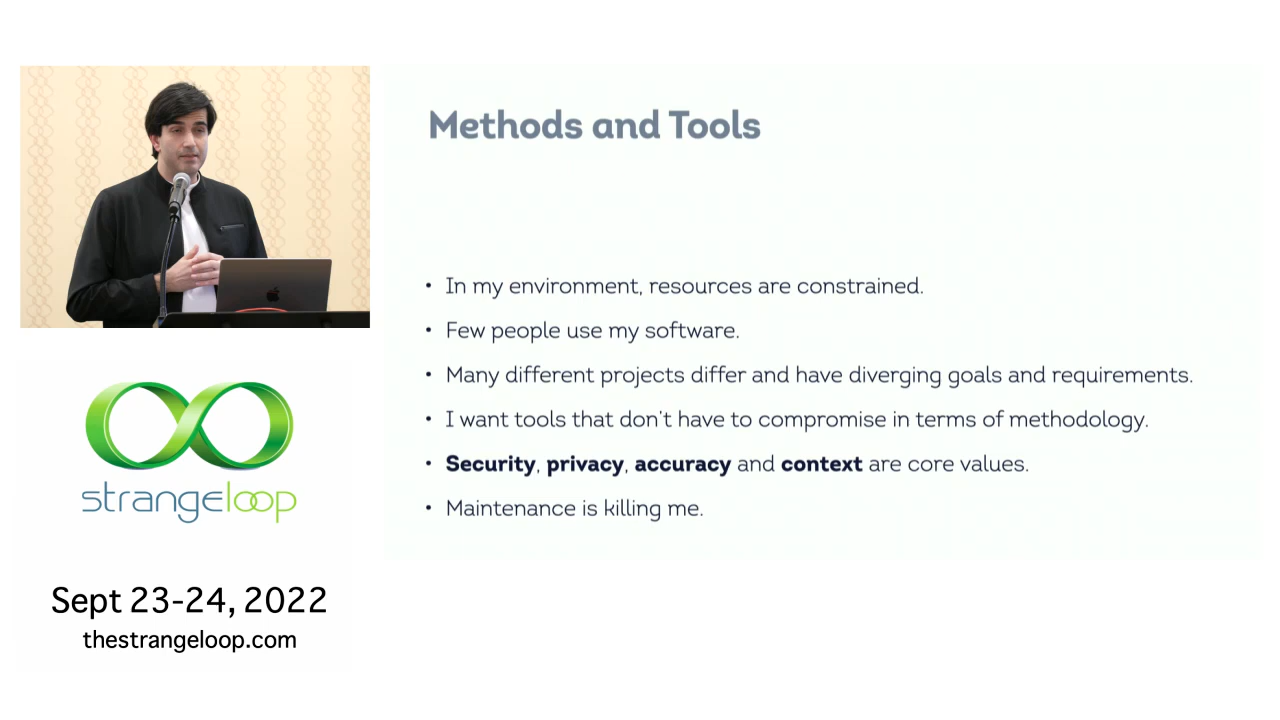 Methods and Tools
• In my environment, resources are constrained.
• Few people use my software.
• Many different projects differ and have diverging goals and requirements.
• I want tools that don't have to compromise in terms of methodology.
• Security, privacy, accuracy and context are core values.
• Maintenance is killing me.
strangeloop
Sept 23-24, 2022
thestrangeloop.com